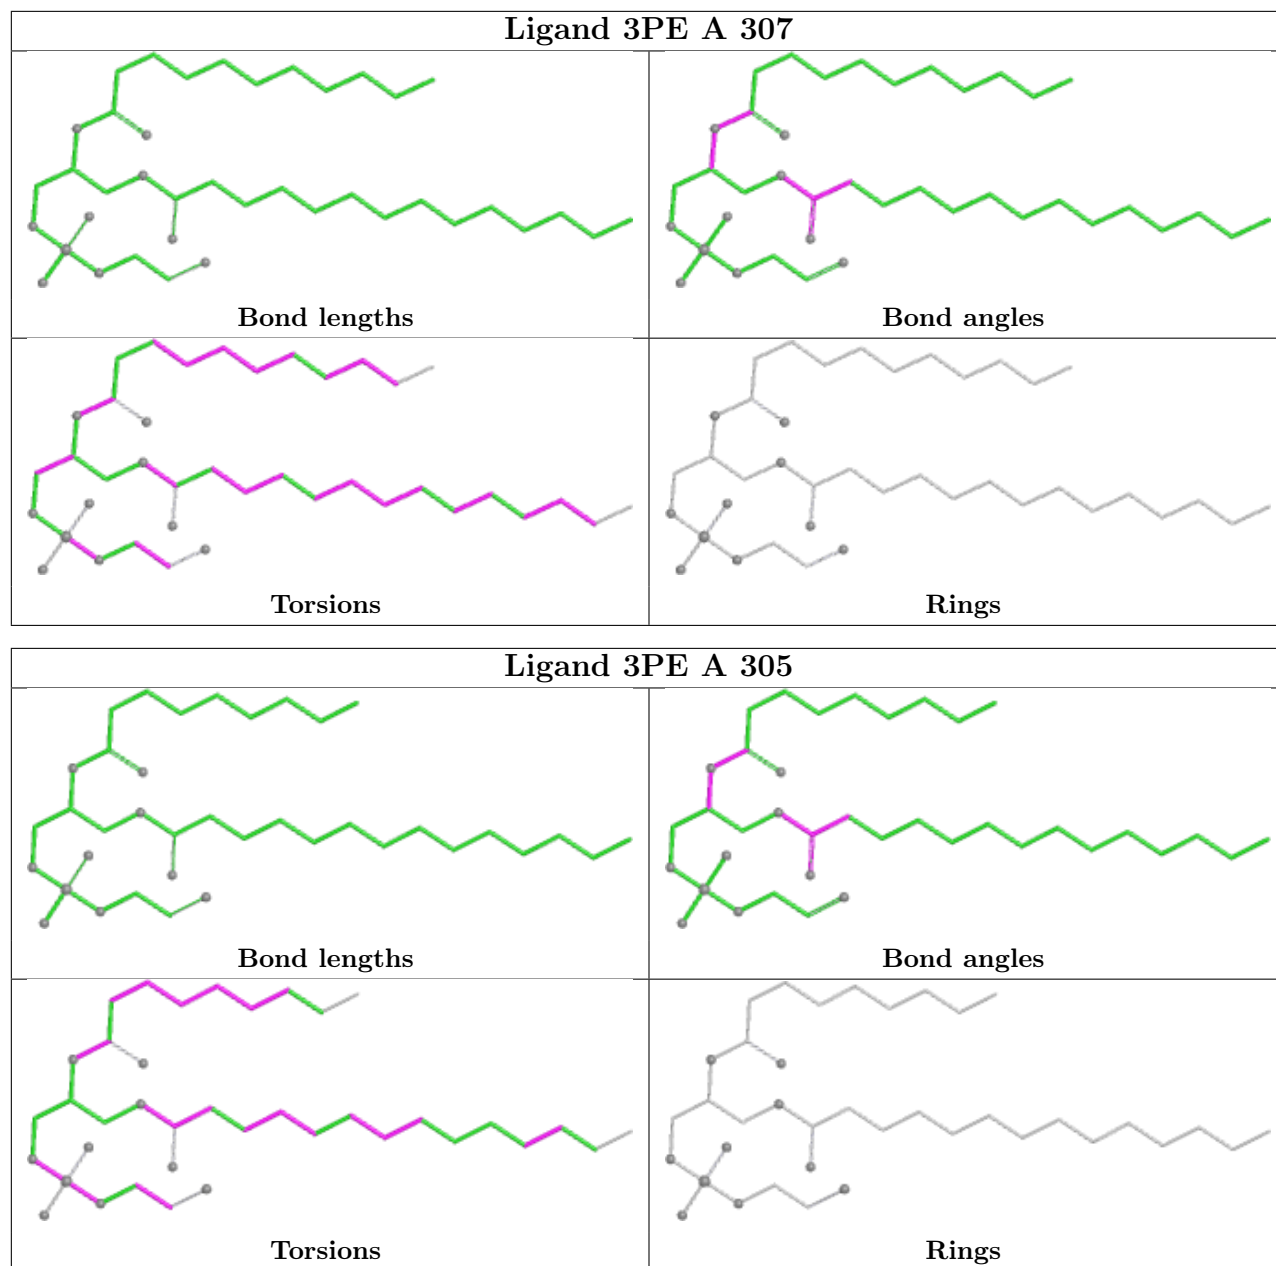 Ligand 3PE A 307
Bond lengths
Bond angles
Torsions
Rings
Ligand 3PE A 305
Bond lengths
Bond angles
Torsions
Rings